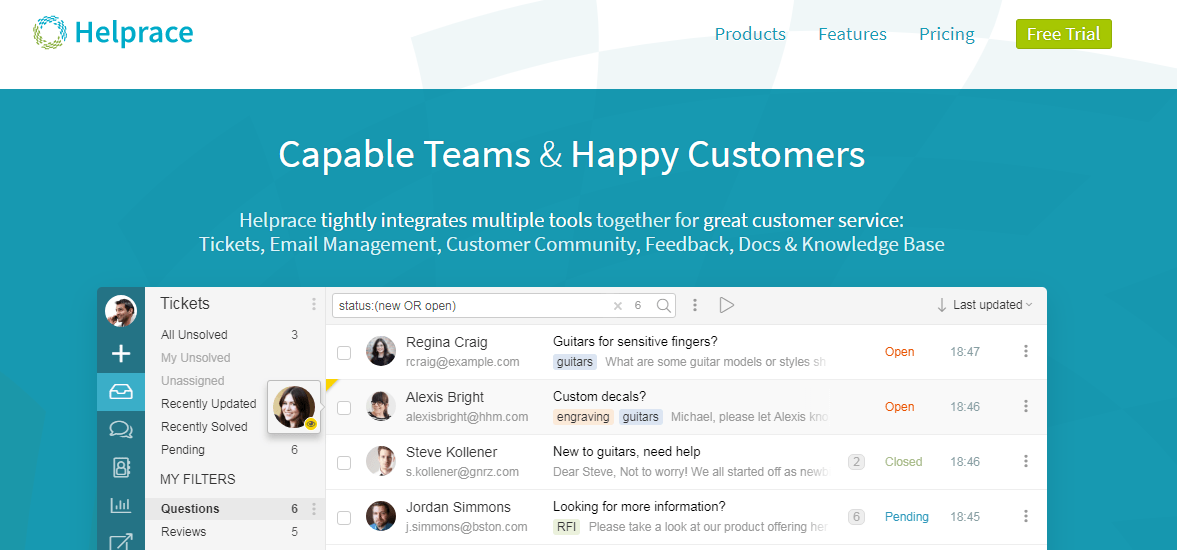 Helprace
Products
Features
Pricing
Free Trial
Capable Teams & Happy Customers
Helprace tightly integrates multiple tools together for great customer service:
Tickets, Email Management, Customer Community, Feedback, Docs & Knowledge Base
Tickets
All Unsolved 3
My Unsolved
Unassigned
Recently Updated
Recently Solved
Pending 6
MY FILTERS
Questions 6
Reviews 5
status:(new OR open) 6
Last updated
Regina Craig
rcraig@example.com
Guitars for sensitive fingers?
guitars What are some guitar models or styles sh
Open 18:47
Alexis Bright
alexisbright@hhm.com
Custom decals?
engraving guitars Michael, please let Alexis kno
Open 18:46
Steve Kollener
s.kollener@gnrz.com
New to guitars, need help
Dear Steve, Not to worry! We all started off as newb
2 Closed 18:46
Jordan Simmons
j.simmons@bston.com
Looking for more information?
RFI Please take a look at our product offering her
6 Pending 18:45